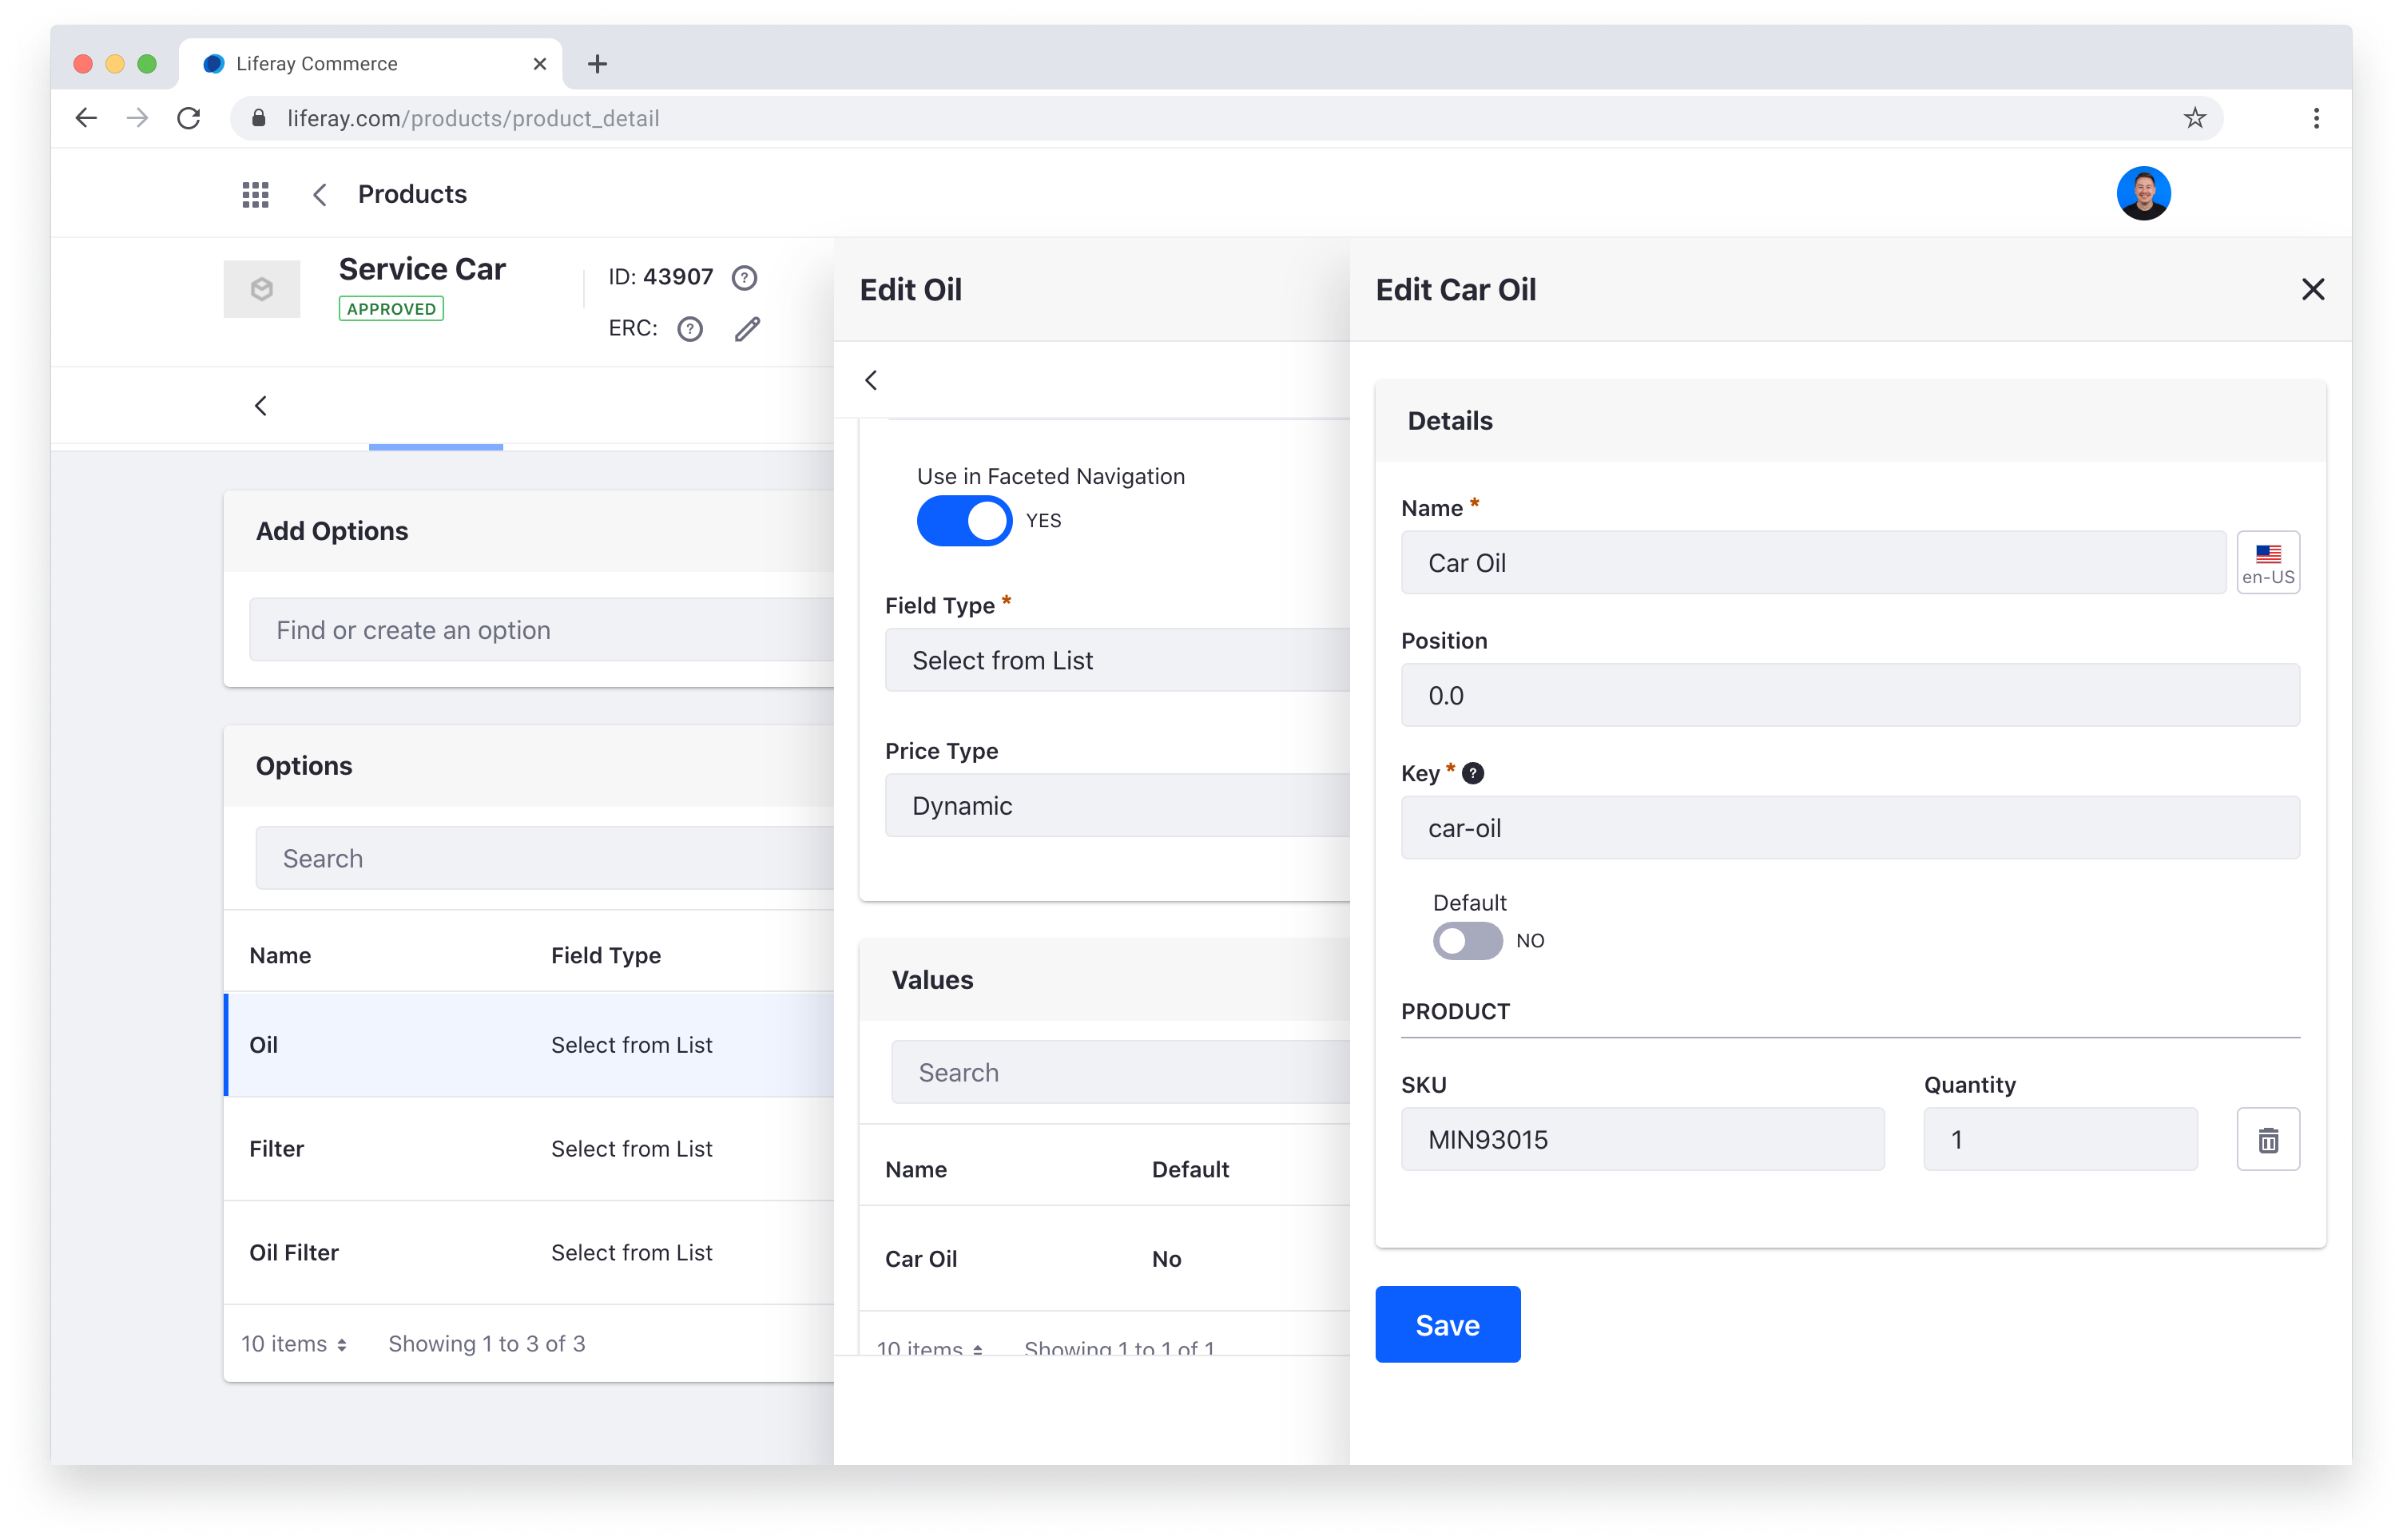 Liferay Commerce
liferay.com/products/product_detail
Products
Service Car
APPROVED
ID: 43907
ERC:
Add Options
Find or create an option
Options
Search
Name Field Type
Oil Select from List
Filter Select from List
Oil Filter Select from List
10 items Showing 1 to 3 of 3
Edit Oil
Use in Faceted Navigation
YES
Field Type *
Select from List
Price Type
Dynamic
Values
Search
Name Default
Car Oil No
10 items Showing 1 to 1 of 1
Edit Car Oil
Details
Name *
Car Oil
en-US
Position
0.0
Key * ?
car-oil
Default
NO
PRODUCT
SKU Quantity
MIN93015 1
Save